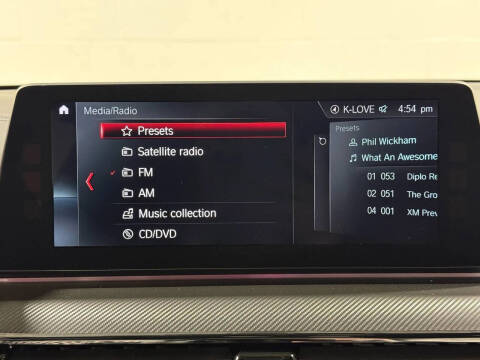 Media/Radio
K-LOVE 4:54 pm
Presets
Satellite radio
FM
AM
Music collection
CD/DVD
Presets
Phil Wickham
What An Awesome
01 053 Diplo Re
02 051 The Gro
04 001 XM Prev